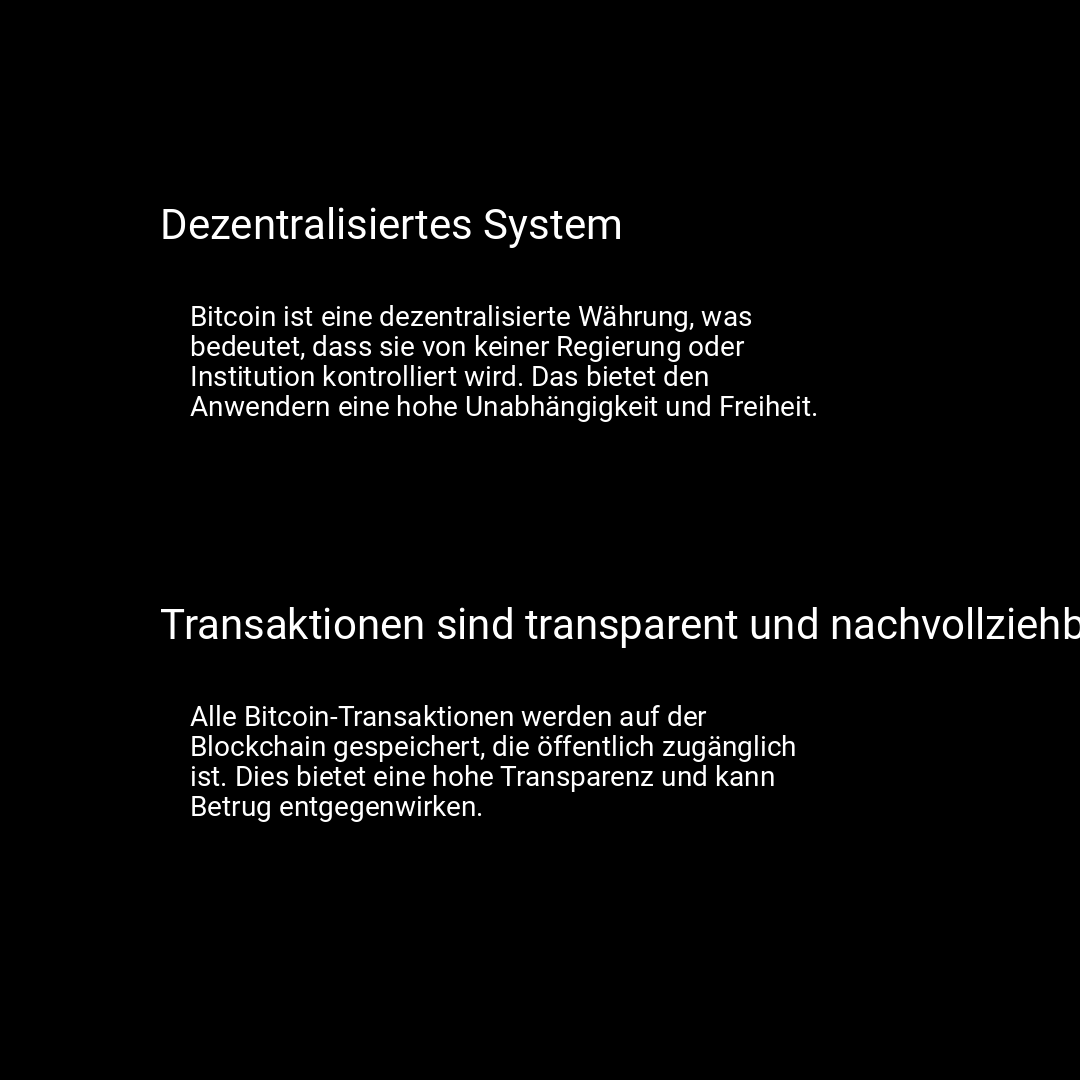 Dezentralisiertes System
Bitcoin ist eine dezentralisierte Währung, was
bedeutet, dass sie von keiner Regierung oder
Institution kontrolliert wird. Das bietet den
Anwendern eine hohe Unabhängigkeit und Freiheit.
Transaktionen sind transparent und nachvollziehb
Alle Bitcoin-Transaktionen werden auf der
Blockchain gespeichert, die öffentlich zugänglich
ist. Dies bietet eine hohe Transparenz und kann
Betrug entgegenwirken.